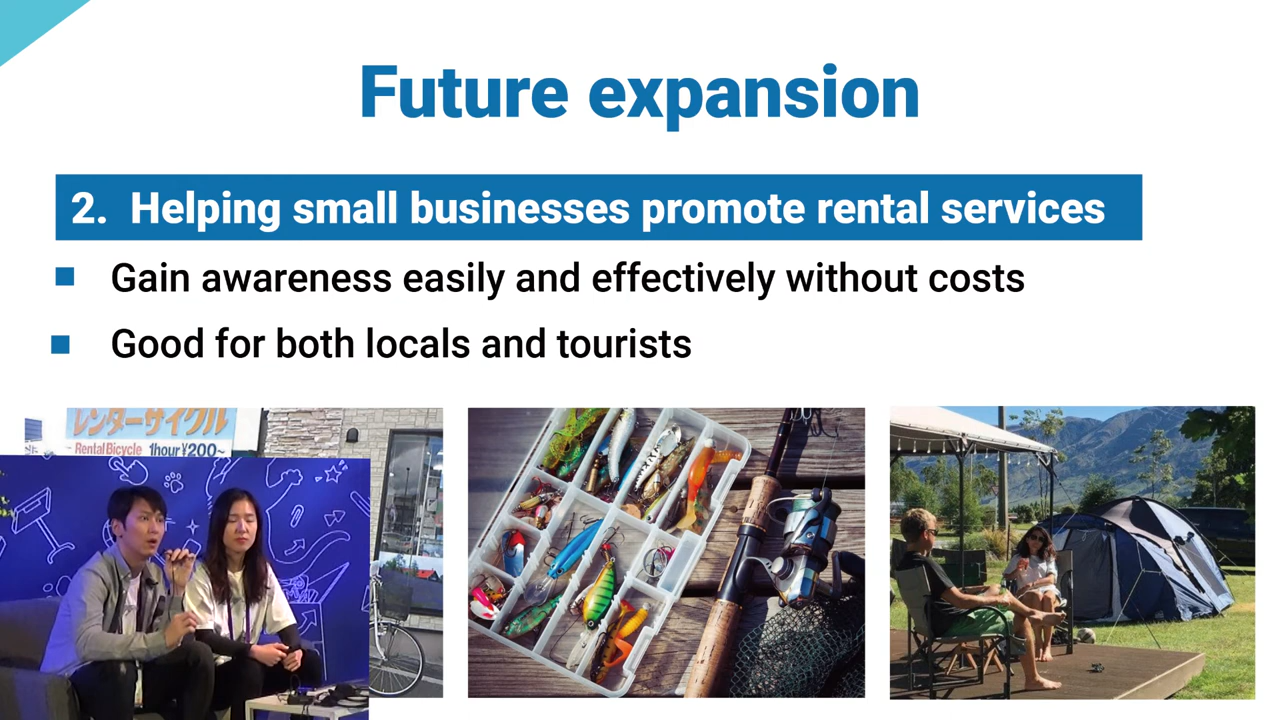 Future expansion
2. Helping small businesses promote rental services
Gain awareness easily and effectively without costs
Good for both locals and tourists
レンターサイクル
~ Rental Bicycle 1hour ¥200~